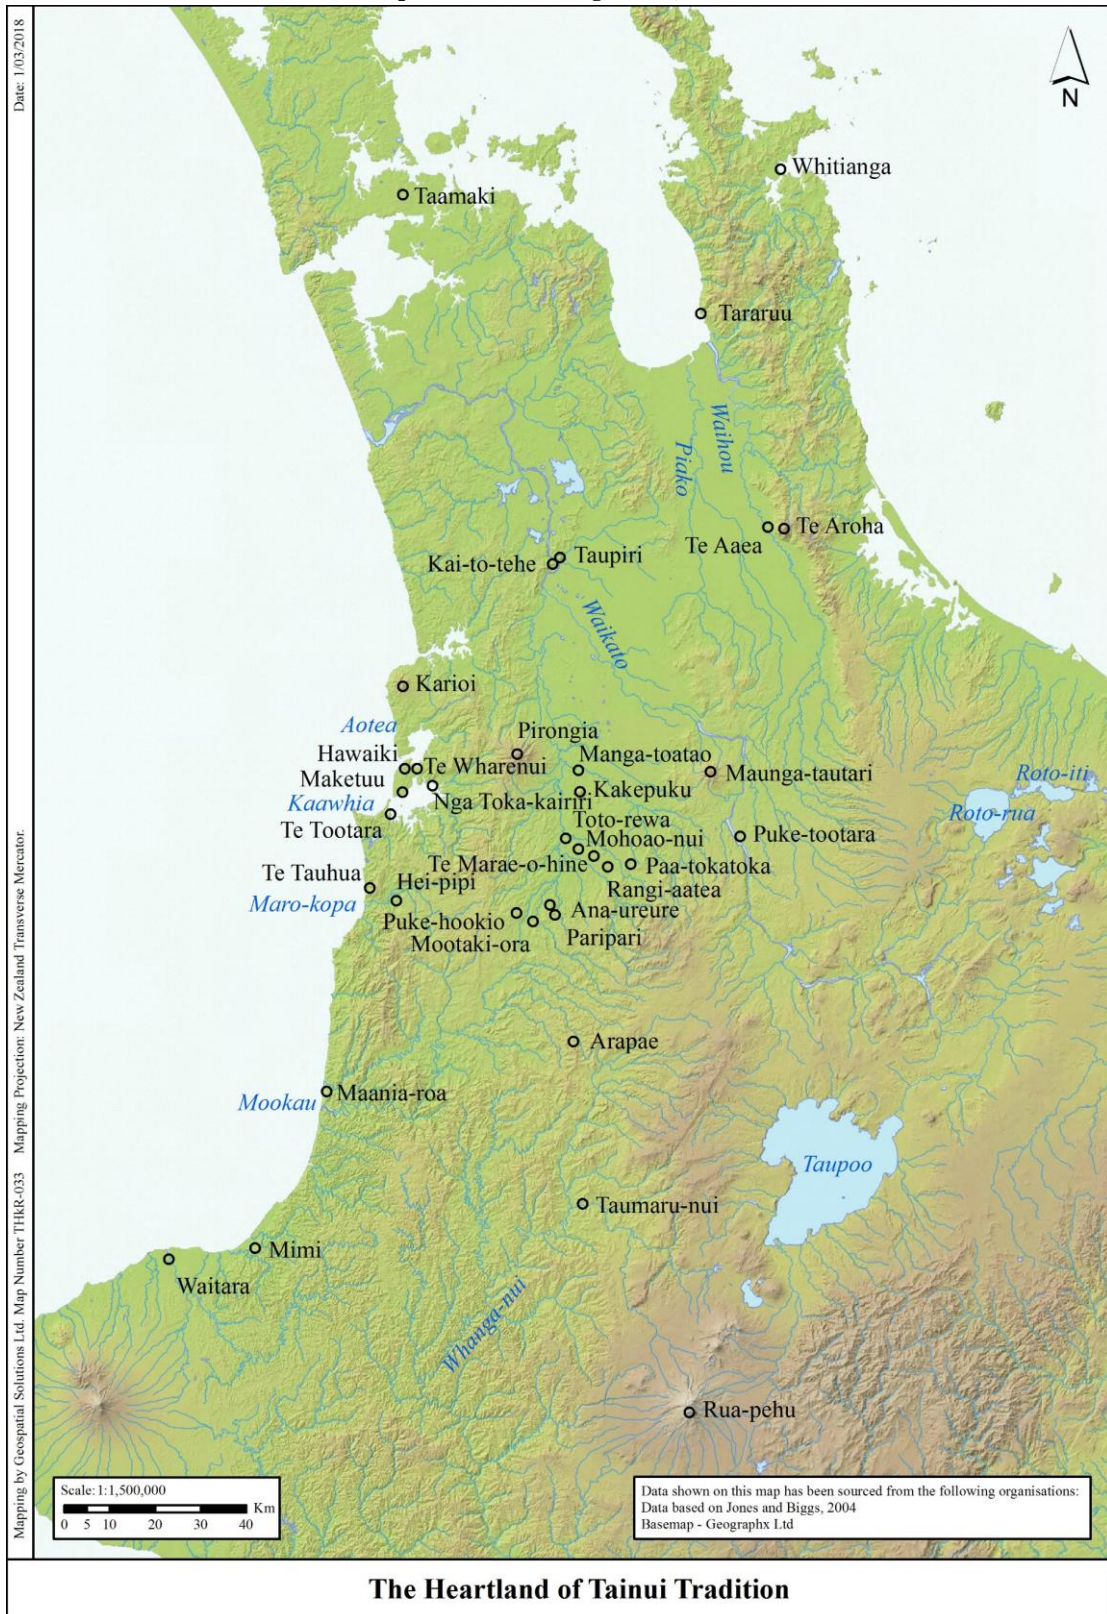 Date: 1/03/2018
Mapping Projection: New Zealand Transverse Mercator.
Mapping by Geospatial Solutions Ltd. Map Number THkR-033
N
Whitianga
Taamaki
Tararuu
Waihou
Piako
Te Aroha
Te Aaea
Taupiri
Kai-to-tehe
Waikato
Karioi
Aotea
Pirongia
Hawaiki
Te Wharenui
Manga-toatao
Maunga-tautari
Roto-iti
Maketuu
Nga Toka-kairiri
Kakepuku
Kaawhia
Roto-rua
Te Tootara
Toto-rewa
Mohoao-nui
Puke-tootara
Te Marae-o-hine
Paa-tokatoka
Te Tauhua
Hei-pipi
Rangi-aatea
Maro-kopa
Puke-hookio
Ana-ureure
Mootaki-ora
Paripari
Arapae
Maania-roa
Mookau
Taupoo
Taumaru-nui
Mimi
Waitara
Whanga-nui
Rua-pehu
Scale: 1:1,500,000
Km
0 5 10 20 30 40
Data shown on this map has been sourced from the following organisations:
Data based on Jones and Biggs, 2004
Basemap - Geographx Ltd
The Heartland of Tainui Tradition